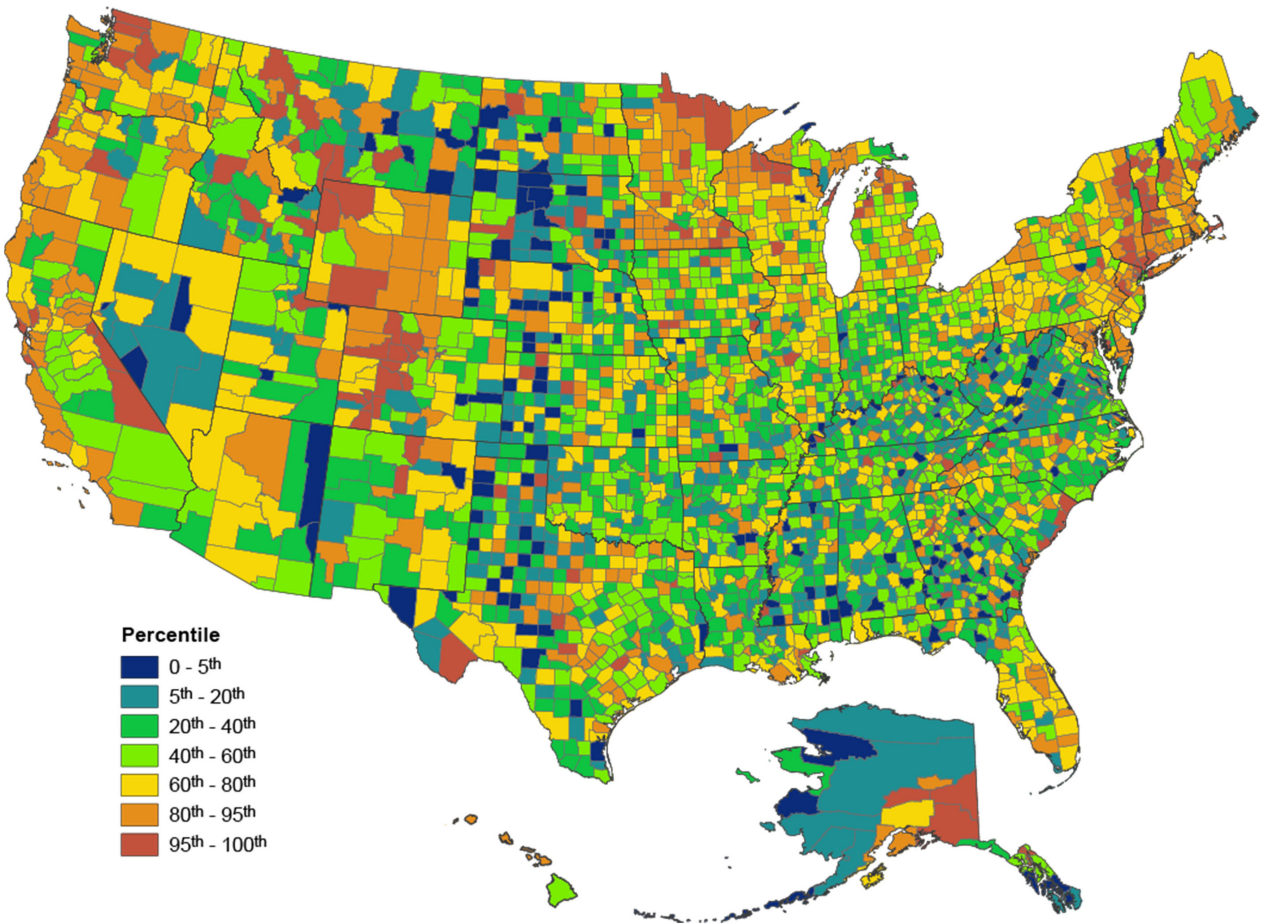 Percentile
0 - 5th
5th - 20th
20th - 40th
40th - 60th
60th - 80th
80th - 95th
95th - 100th